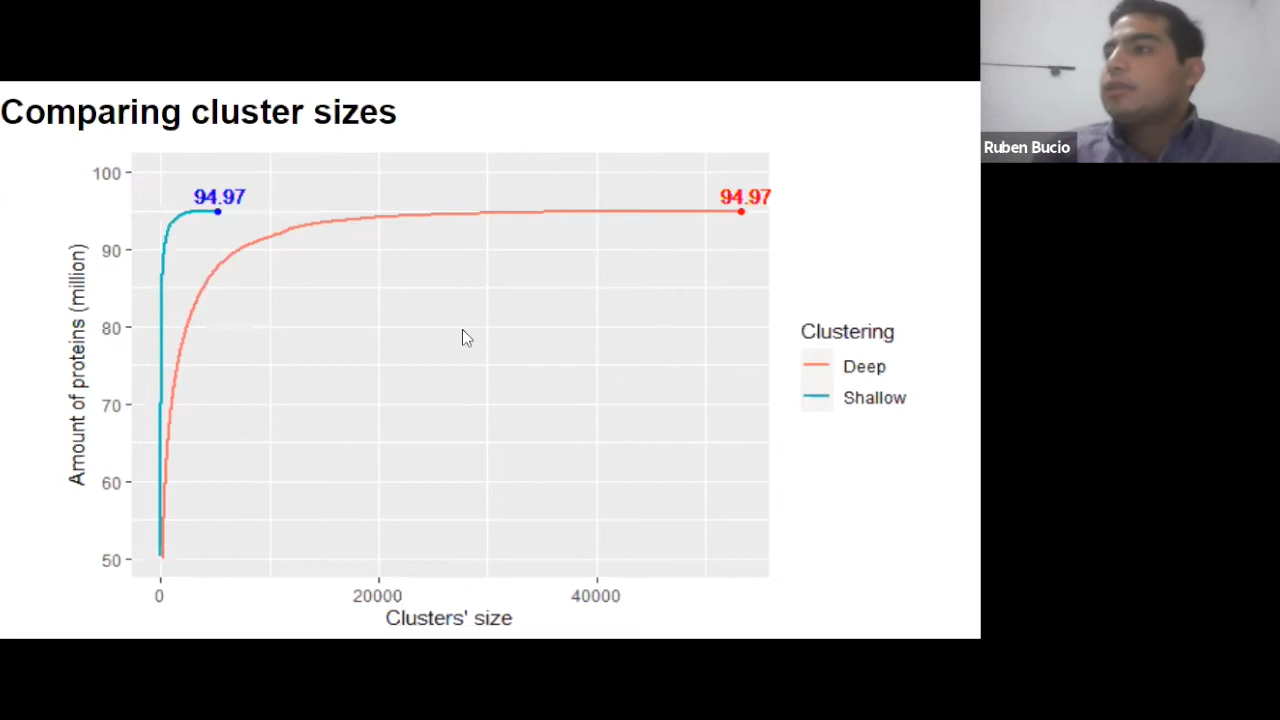 Comparing cluster sizes
Ruben Bucio
100
90
80
70
60
50
Amount of proteins (million)
94.97
94.97
0
20000
40000
Clusters' size
Clustering
Deep
Shallow